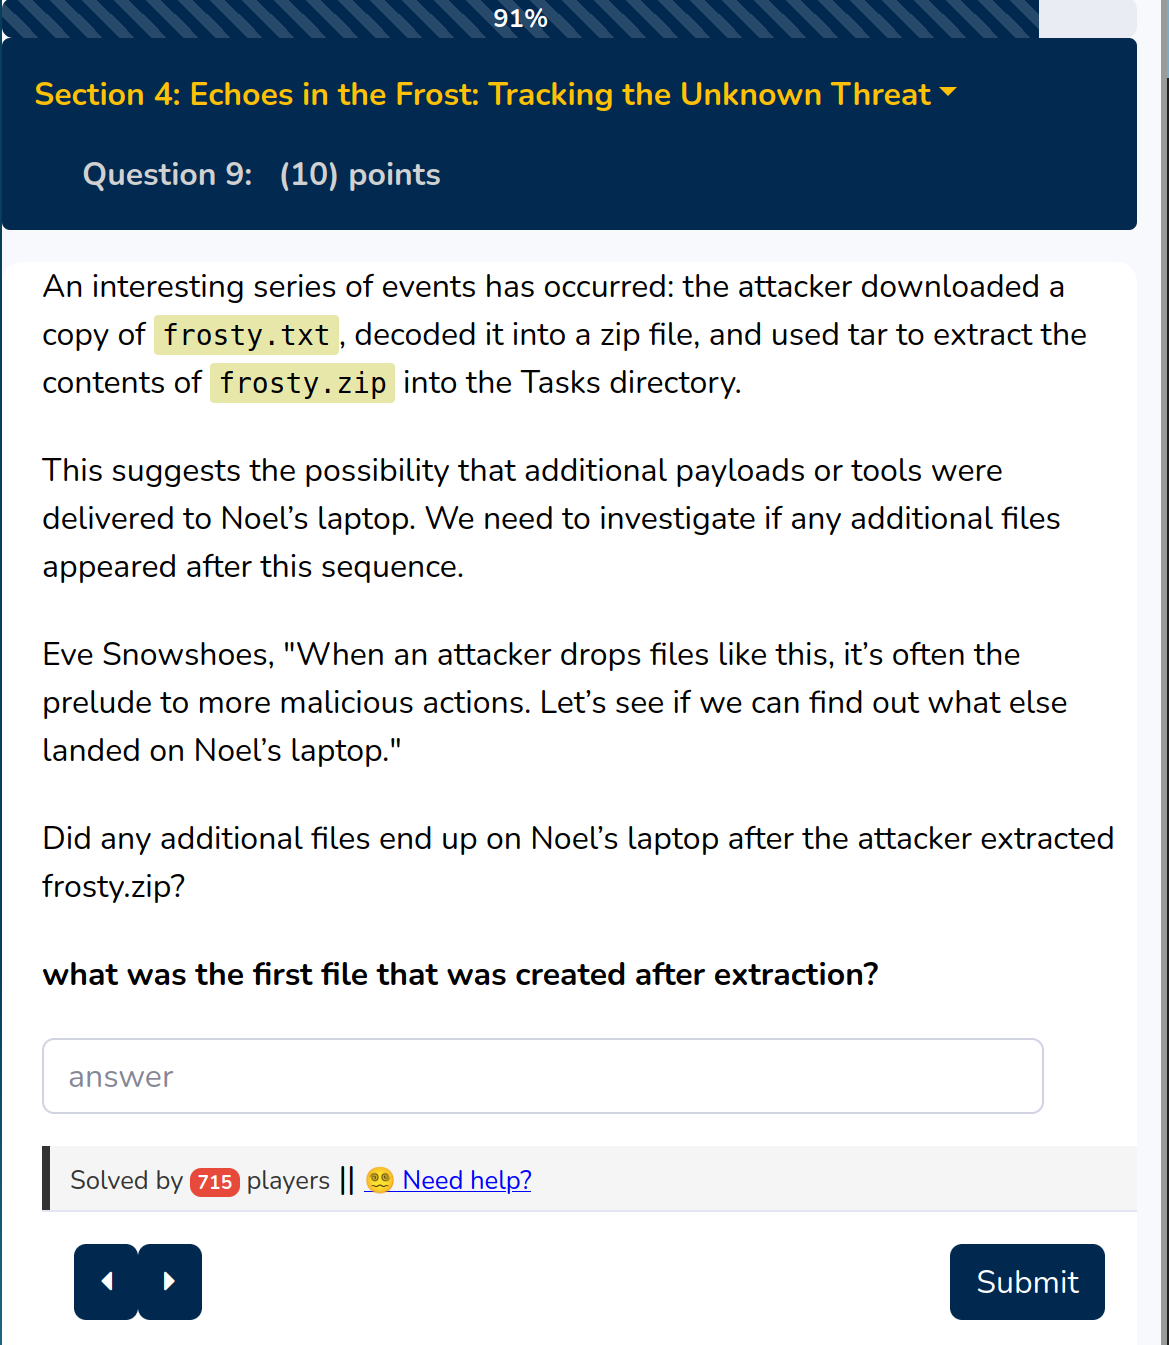 91%
Section 4: Echoes in the Frost: Tracking the Unknown Threat
Question 9: (10) points
An interesting series of events has occurred: the attacker downloaded a
copy of frosty.txt, decoded it into a zip file, and used tar to extract the
contents of frosty.zip into the Tasks directory.
This suggests the possibility that additional payloads or tools were
delivered to Noel’s laptop. We need to investigate if any additional files
appeared after this sequence.
Eve Snowshoes, "When an attacker drops files like this, it’s often the
prelude to more malicious actions. Let’s see if we can find out what else
landed on Noel’s laptop."
Did any additional files end up on Noel’s laptop after the attacker extracted
frosty.zip?
what was the first file that was created after extraction?
answer
Solved by 715 players || Need help?
Submit